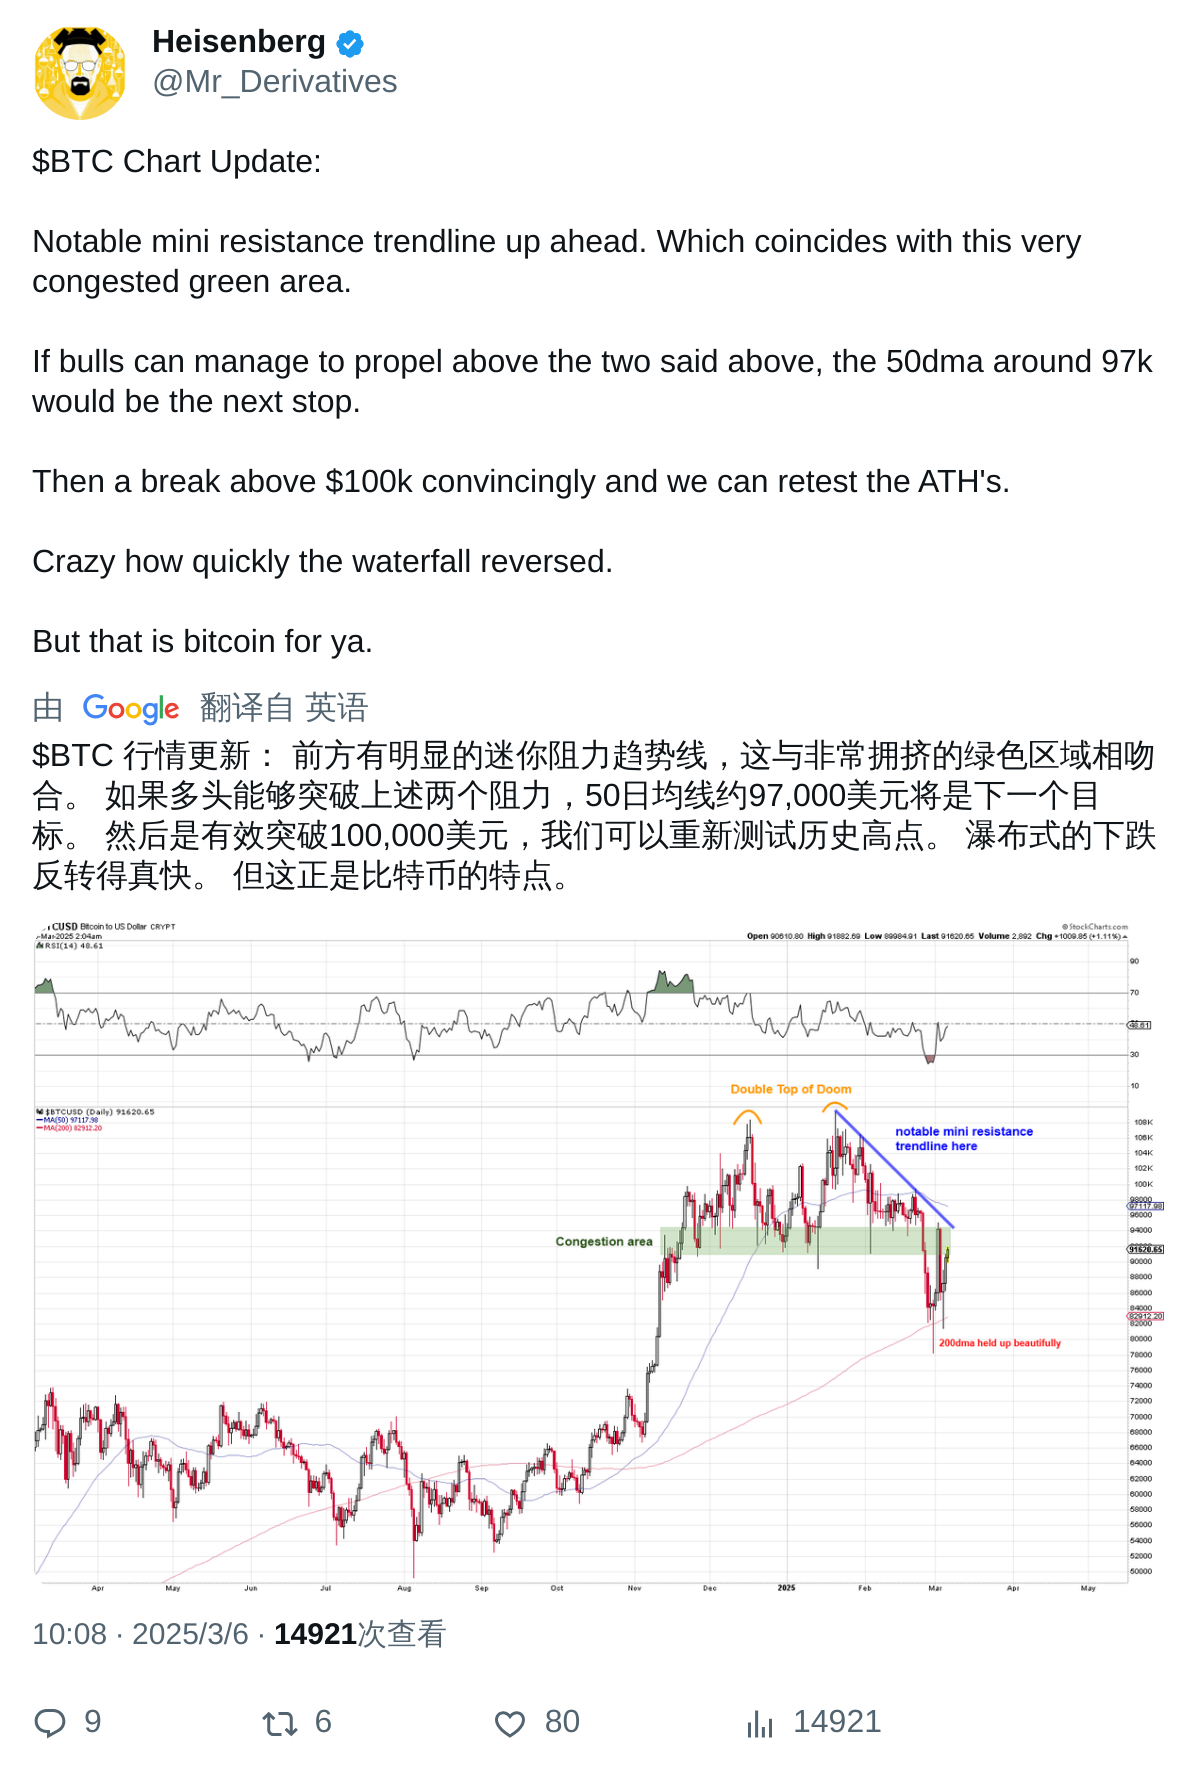 Heisenberg
@Mr_Derivatives
$BTC Chart Update:
Notable mini resistance trendline up ahead. Which coincides with this very
congested green area.
If bulls can manage to propel above the two said above, the 50dma around 97k
would be the next stop.
Then a break above $100k convincingly and we can retest the ATH's.
Crazy how quickly the waterfall reversed.
But that is bitcoin for ya.
由 Google 翻译自 英语
$BTC 行情更新： 前方有明显的迷你阻力趋势线，这与非常拥挤的绿色区域相吻
合。 如果多头能够突破上述两个阻力，50日均线约97,000美元将是下一个目
标。 然后是有效突破100,000美元，我们可以重新测试历史高点。 瀑布式的下跌
反转得真快。 但这正是比特币的特点。
CUSD Bitcoin to US Dollar CRYPT
© StockCharts.com
-Mar-2025 2:04am
Open 90610.80 High 91882.69 Low 89984.91 Last 91620.65 Volume 2,892 Chg +1009.85 (+1.11%)
RSI(14) 48.61
90
70
48.61
30
10
Double Top of Doom
$BTCUSD (Daily) 91620.65
MA(50) 97117.98
MA(200) 82912.20
notable mini resistance
trendline here
Congestion area
200dma held up beautifully
108K
106K
104K
102K
100K
98000
97117.98
96000
94000
91620.65
90000
88000
86000
84000
82912.20
82000
80000
78000
76000
74000
72000
70000
68000
66000
64000
62000
60000
58000
56000
54000
52000
50000
Apr May Jun Jul Aug Sep Oct Nov Dec 2025 Feb Mar Apr May
10:08 · 2025/3/6 · 14921次查看
9 6 80 14921